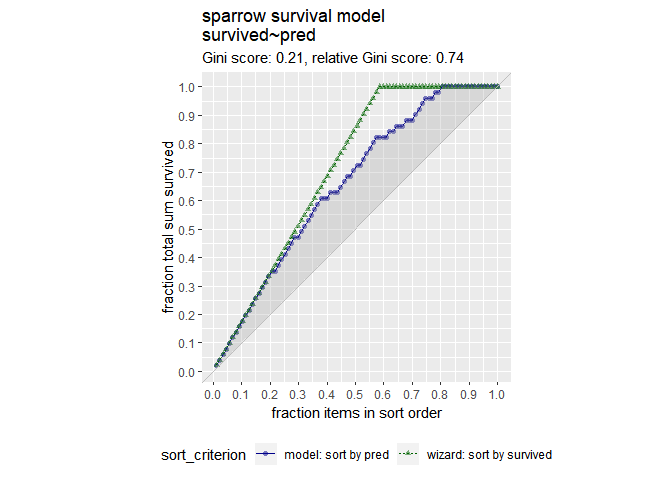 sparrow survival model
survived~pred
Gini score: 0.21, relative Gini score: 0.74
fraction total sum survived
1.0
0.9
0.8
0.7
0.6
0.5
0.4
0.3
0.2
0.1
0.0
0.0 0.1 0.2 0.3 0.4 0.5 0.6 0.7 0.8 0.9 1.0
fraction items in sort order
sort_criterion model: sort by pred wizard: sort by survived